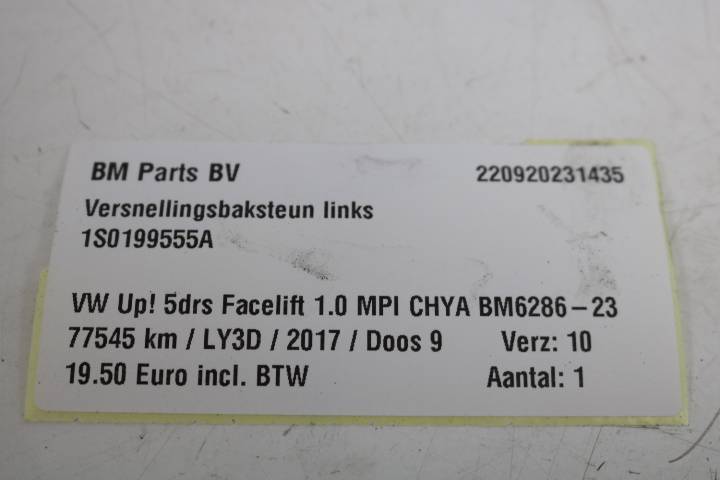 BM Parts BV 220920231435
Versnellingsbaksteun links
1S0199555A
VW Up! 5drs Facelift 1.0 MPI CHYA BM6286-23
77545 km / LY3D / 2017 / Doos 9 Verz: 10
19.50 Euro incl. BTW Aantal: 1